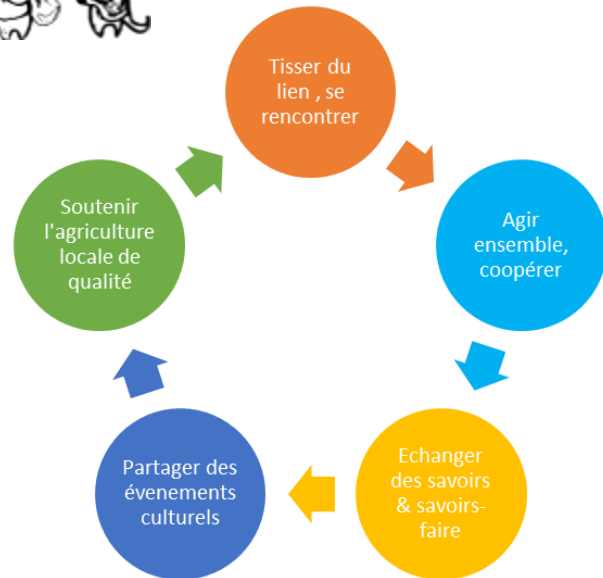 Tisser du
lien , se
rencontrer
Agir
ensemble,
coopérer
Echanger
des savoirs
& savoirs-
faire
Partager des
évenements
culturels
Soutenir
l'agriculture
locale de
qualité